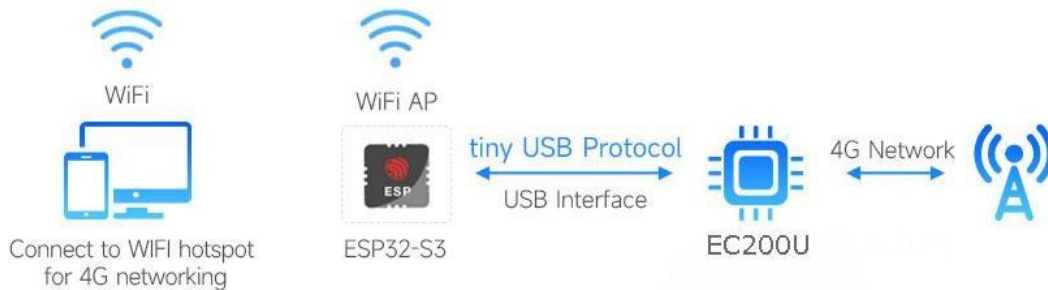 WiFi
WiFi AP
ESP
tiny USB Protocol
USB Interface
4G Network
ESP32-S3
EC200U
Connect to WIFI hotspot
for 4G networking